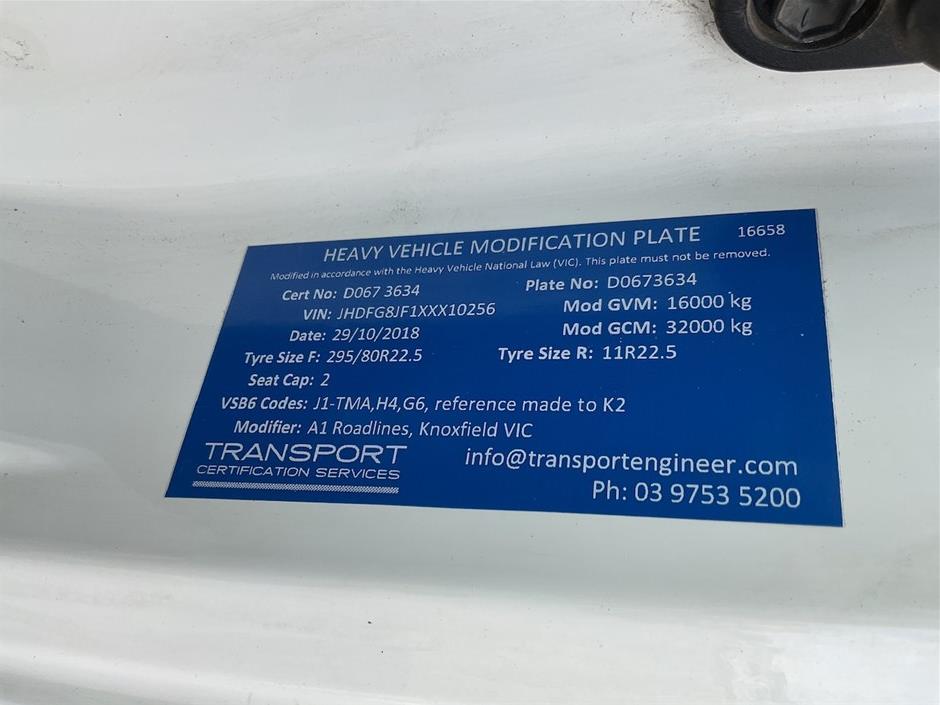 HEAVY VEHICLE MODIFICATION PLATE 16658
Modified in accordance with the Heavy Vehicle National Law (VIC). This plate must not be removed.
Cert No: D067 3634 Plate No: D0673634
VIN: JHDFG8JF1XXX10256 Mod GVM: 16000 kg
Date: 29/10/2018 Mod GCM: 32000 kg
Tyre Size F: 295/80R22.5 Tyre Size R: 11R22.5
Seat Cap: 2
VSB6 Codes: J1-TMA,H4,G6, reference made to K2
Modifier: A1 Roadlines, Knoxfield VIC
TRANSPORT
CERTIFICATION SERVICES
info@transportengineer.com
Ph: 03 9753 5200